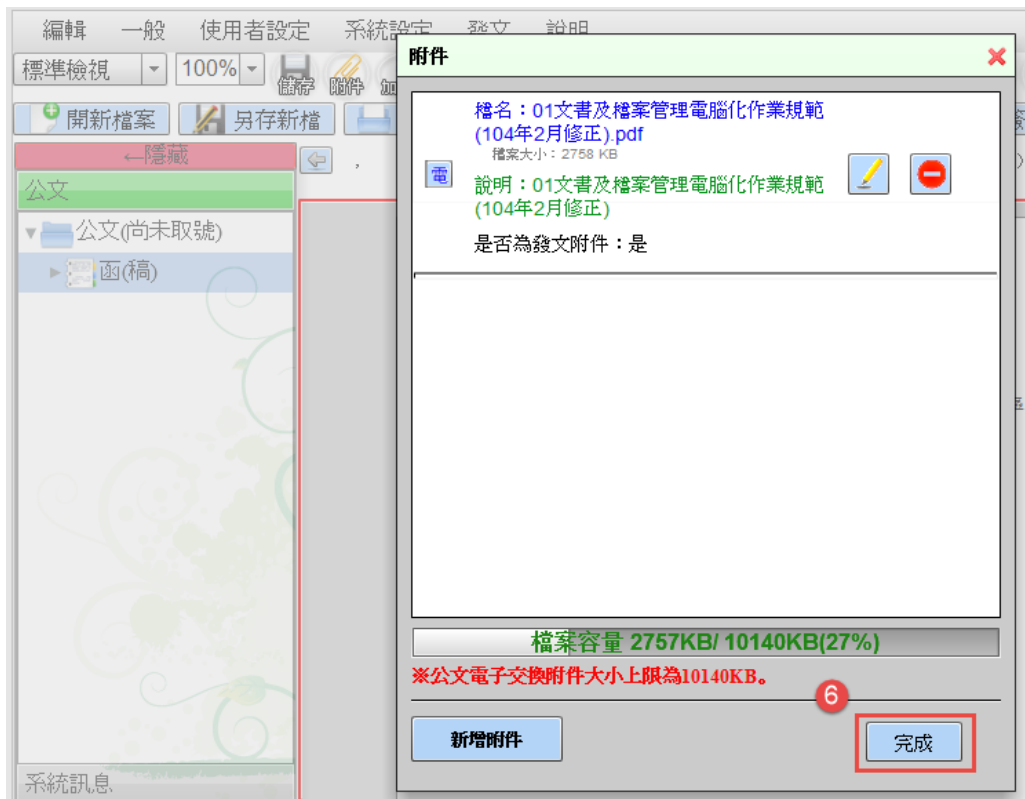 編輯 一般 使用者設定 系統設定 發文 說明
標準檢視 100% 儲存 附件
開新檔案 另存新檔
←隱藏
公文
公文(尚未取號)
函(稿)
系統訊息
附件
檔名：01文書及檔案管理電腦化作業規範
(104年2月修正).pdf
檔案大小：2758 KB
電
說明：01文書及檔案管理電腦化作業規範
(104年2月修正)
是否為發文附件：是
檔案容量 2757KB/ 10140KB(27%)
※公文電子交換附件大小上限為10140KB。
6
新增附件 完成